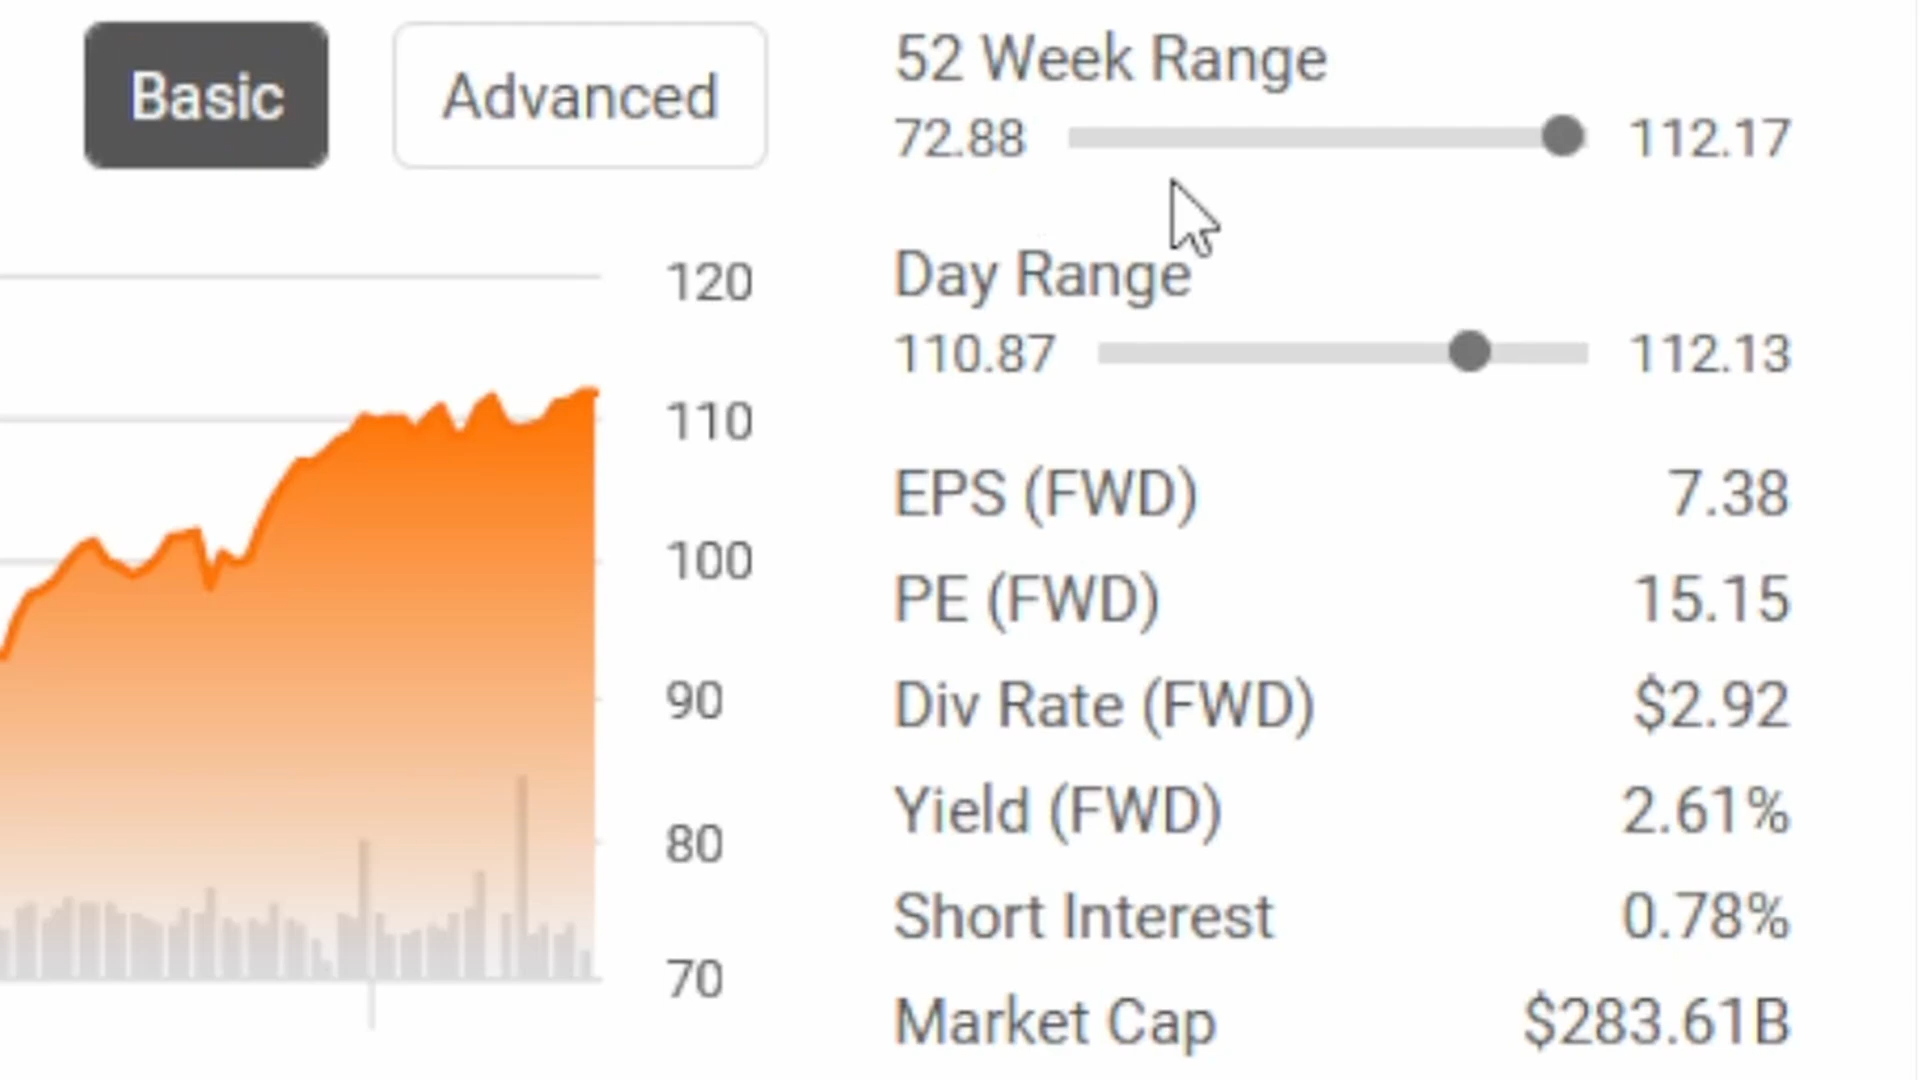 Basic
Advanced
120
110
100
90
80
70
52 Week Range
72.88 112.17
Day Range
110.87 112.13
EPS (FWD) 7.38
PE (FWD) 15.15
Div Rate (FWD) $2.92
Yield (FWD) 2.61%
Short Interest 0.78%
Market Cap $283.61B